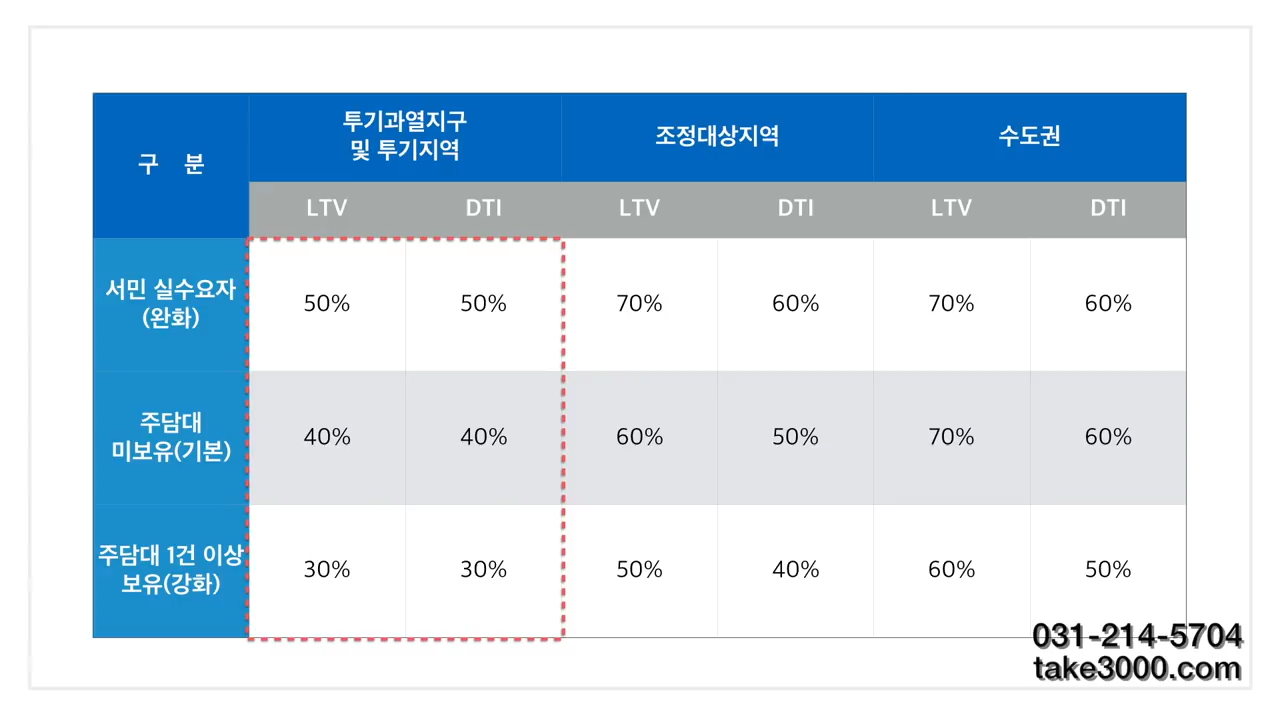 구 분
투기과열지구
및 투기지역
조정대상지역
수도권
LTV DTI LTV DTI LTV DTI
서민 실수요자
(완화)
50% 50% 70% 60% 70% 60%
주담대
미보유(기본)
40% 40% 60% 50% 70% 60%
주담대 1건 이상
보유(강화)
30% 30% 50% 40% 60% 50%
031-214-5704
take3000.com